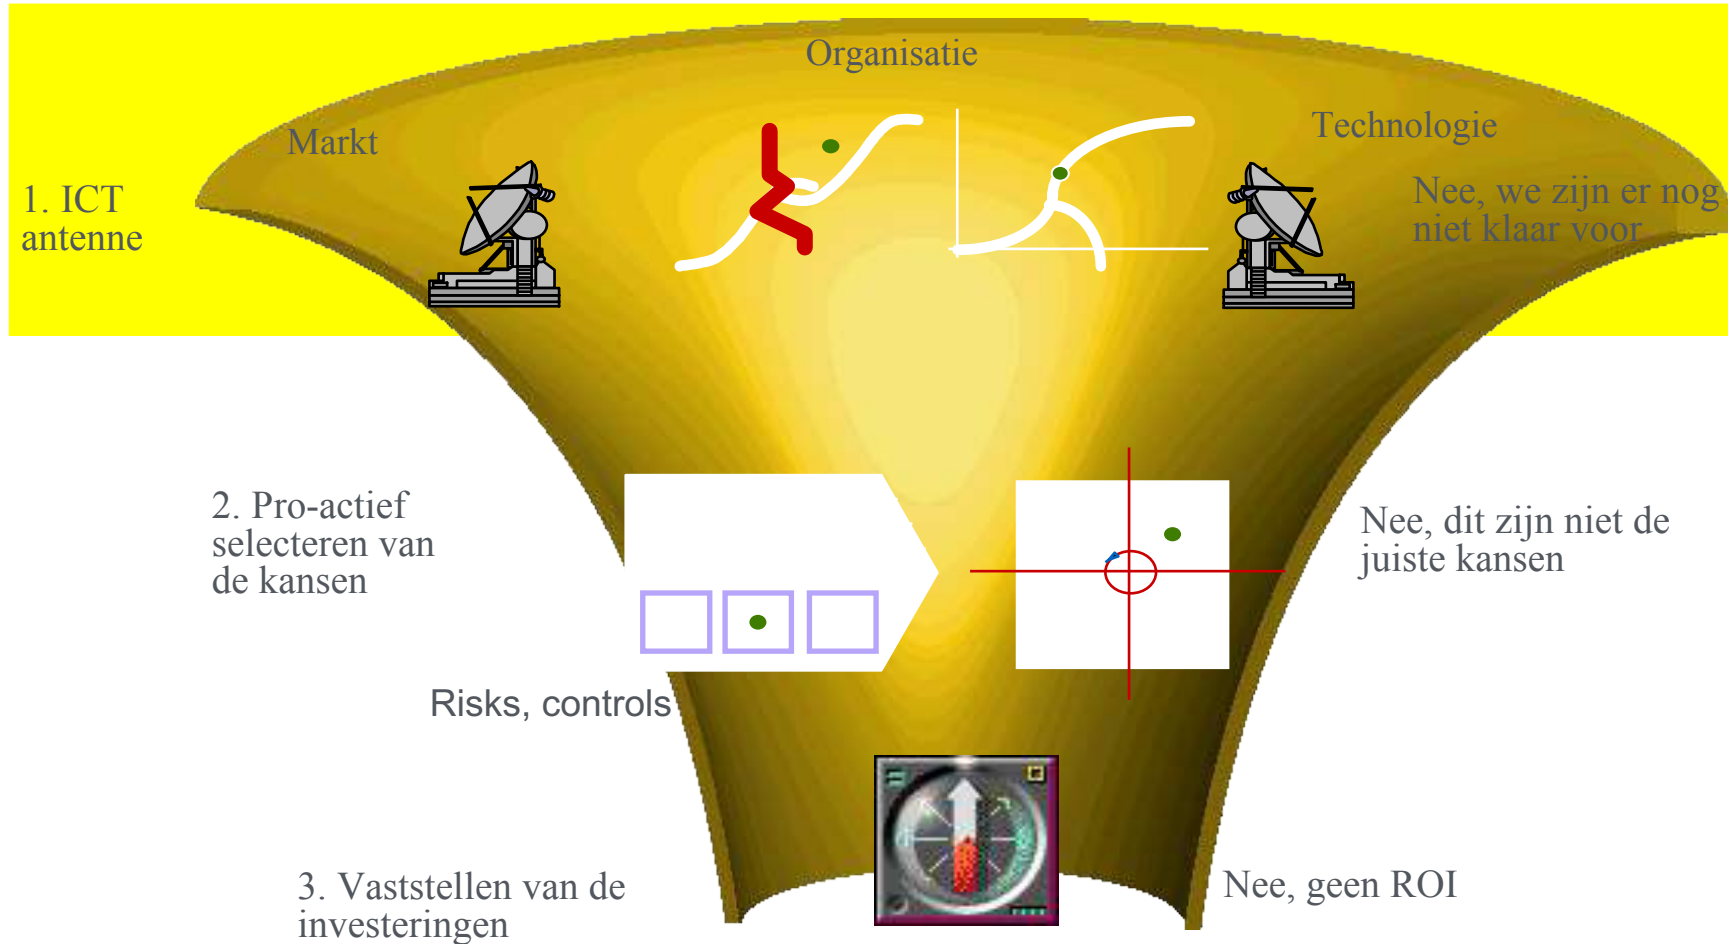 Organisatie
Markt
Technologie
1. ICT
antenne
Nee, we zijn er nog
niet klaar voor
2. Pro-actief
selecteren van
de kansen
Nee, dit zijn niet de
juiste kansen
Risks, controls
3. Vaststellen van de
investeringen
Nee, geen ROI